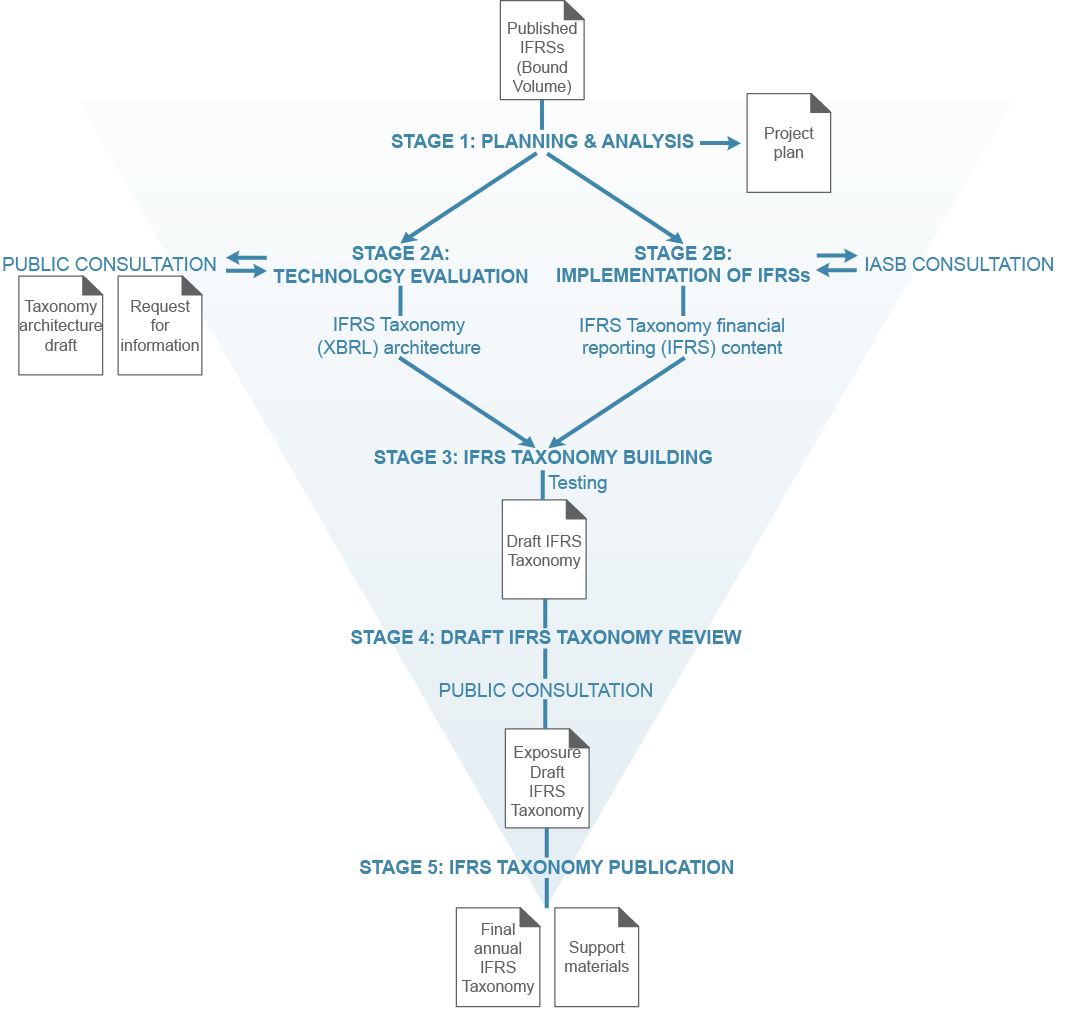 Published
IFRSs
(Bound
Volume)
STAGE 1: PLANNING & ANALYSIS
Project
plan
STAGE 2A:
TECHNOLOGY EVALUATION
STAGE 2B:
IMPLEMENTATION OF IFRSs
PUBLIC CONSULTATION
IASB CONSULTATION
Taxonomy
architecture
draft
Request
for
information
IFRS Taxonomy
(XBRL) architecture
IFRS Taxonomy financial
reporting (IFRS) content
STAGE 3: IFRS TAXONOMY BUILDING
Testing
Draft IFRS
Taxonomy
STAGE 4: DRAFT IFRS TAXONOMY REVIEW
PUBLIC CONSULTATION
Exposure
Draft
IFRS
Taxonomy
STAGE 5: IFRS TAXONOMY PUBLICATION
Final
annual
IFRS
Taxonomy
Support
materials